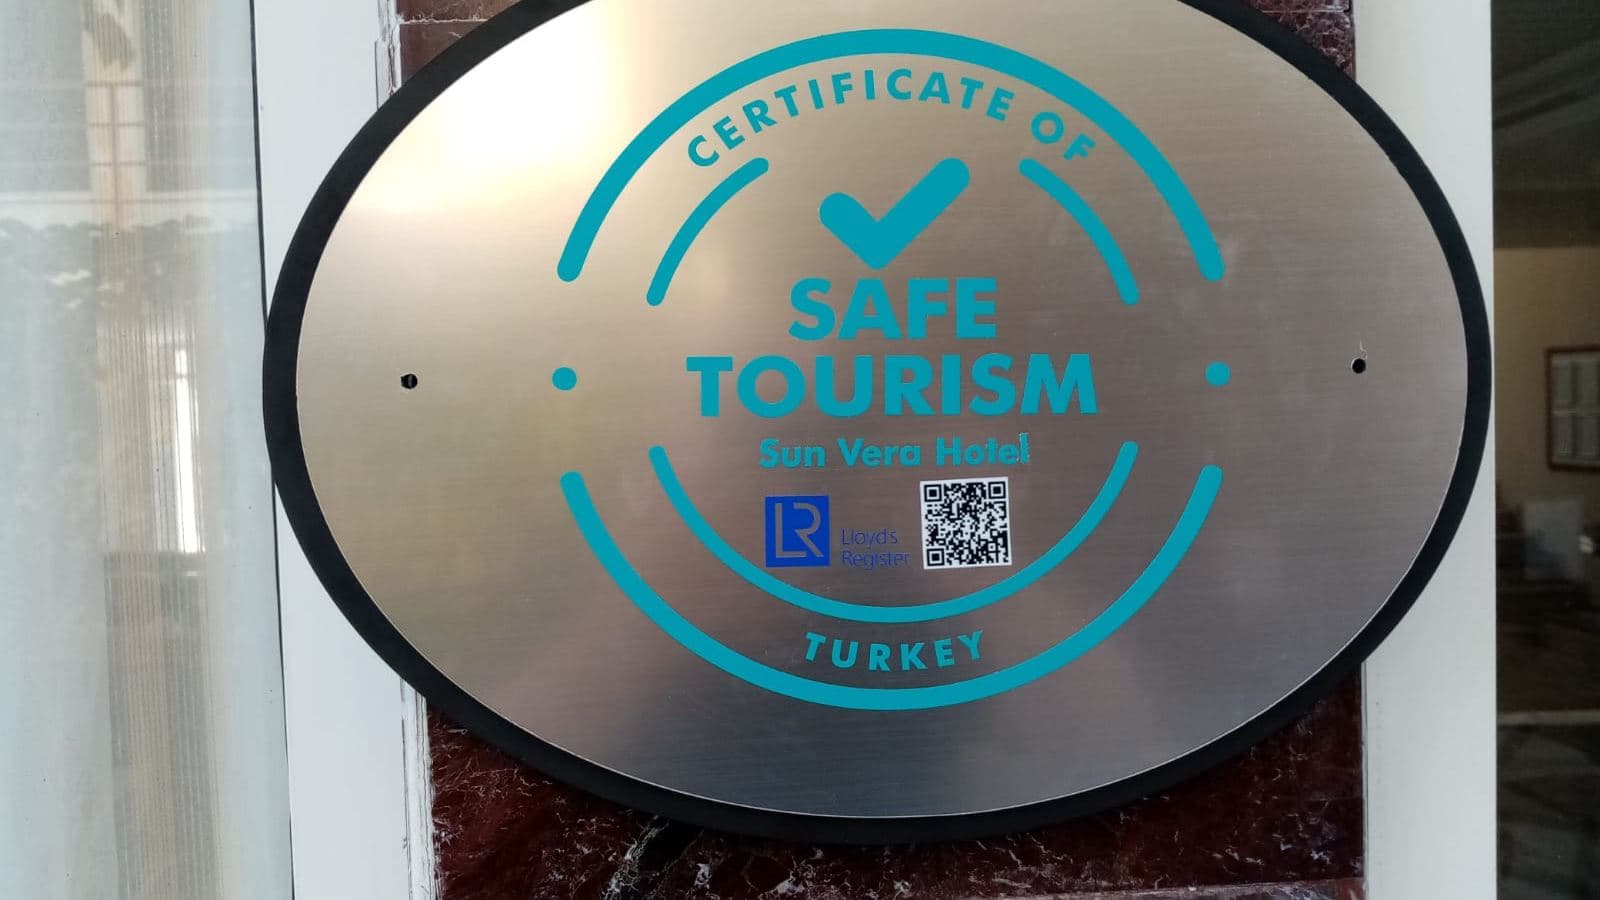 CERTIFICATE OF
SAFE
TOURISM
Sun Vera Hotel
LR Lloyd's
Register
TURKEY